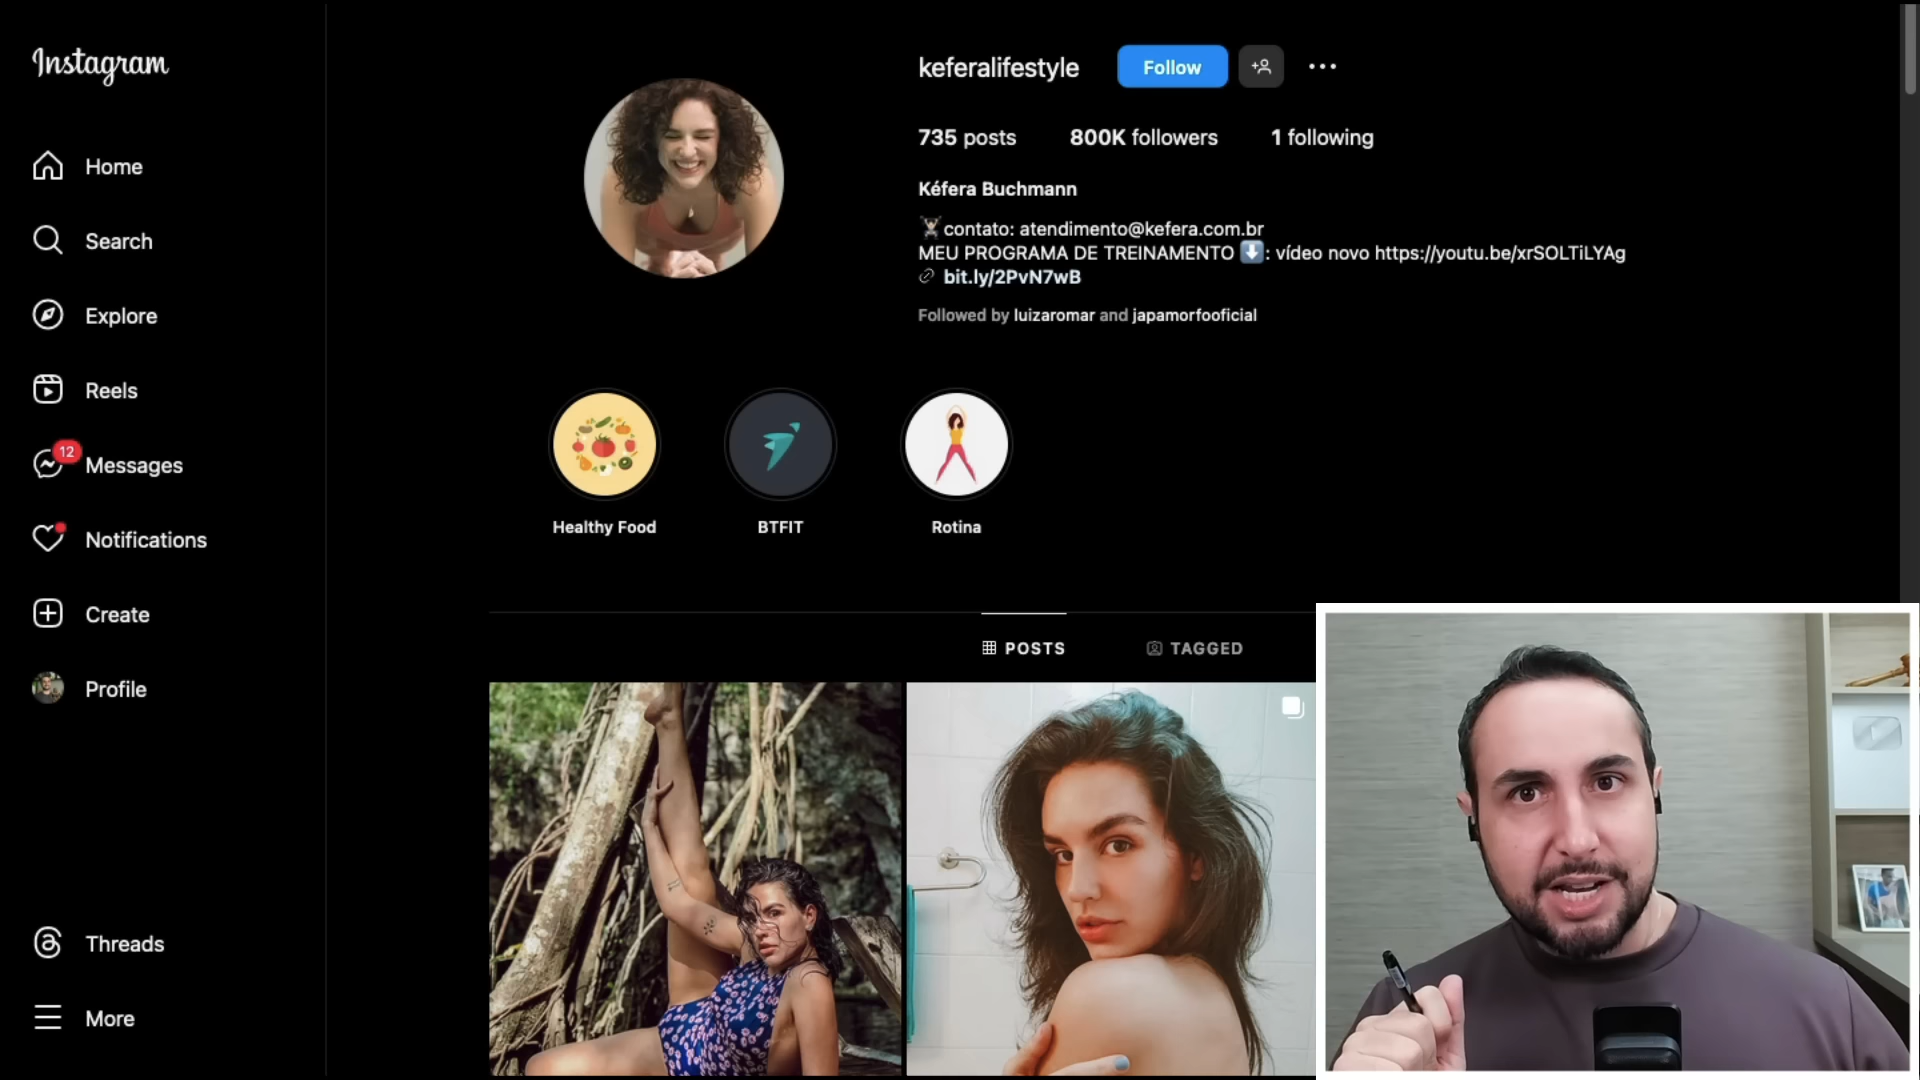 Instagram
Home
Search
Explore
Reels
12
Messages
Notifications
Create
Profile
Threads
More
keferalifestyle
Follow
735 posts 800K followers 1 following
Kéfera Buchmann
contato: atendimento@kefera.com.br
MEU PROGRAMA DE TREINAMENTO ⬇️: vídeo novo https://youtu.be/xrSOLTiLYAg
bit.ly/2PvN7wB
Followed by luizaromar and japamorfooficial
Healthy Food BTFIT Rotina
POSTS TAGGED